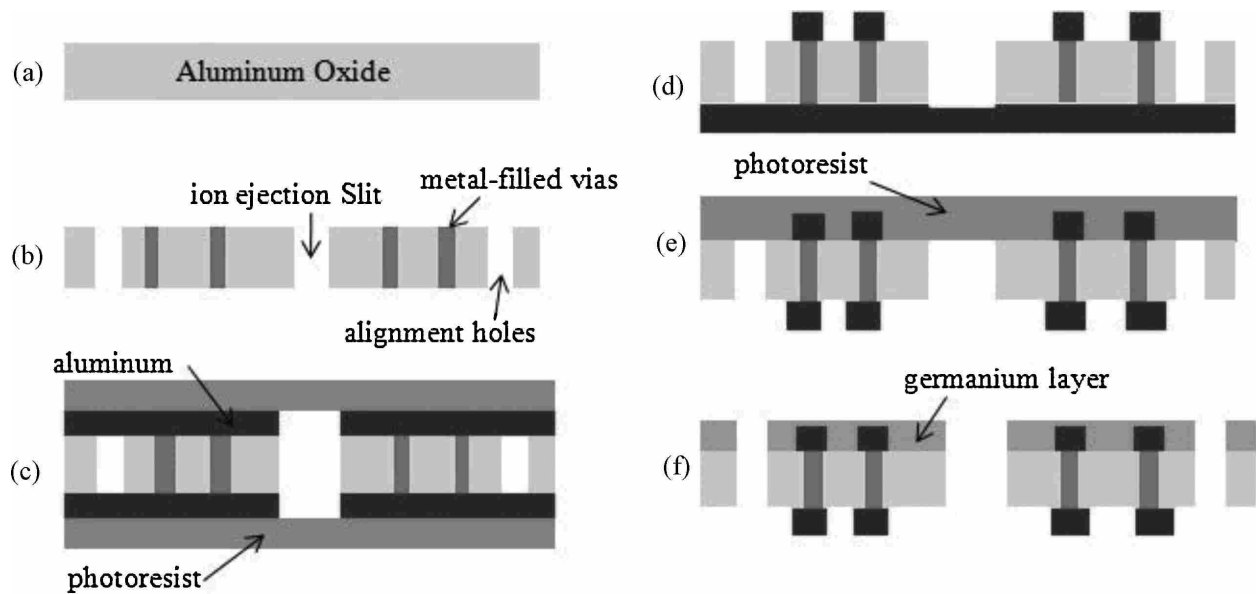 (a)
Aluminum Oxide
ion ejection Slit
metal-filled vias
(b)
alignment holes
aluminum
(c)
photoresist
(d)
photoresist
(e)
germanium layer
(f)